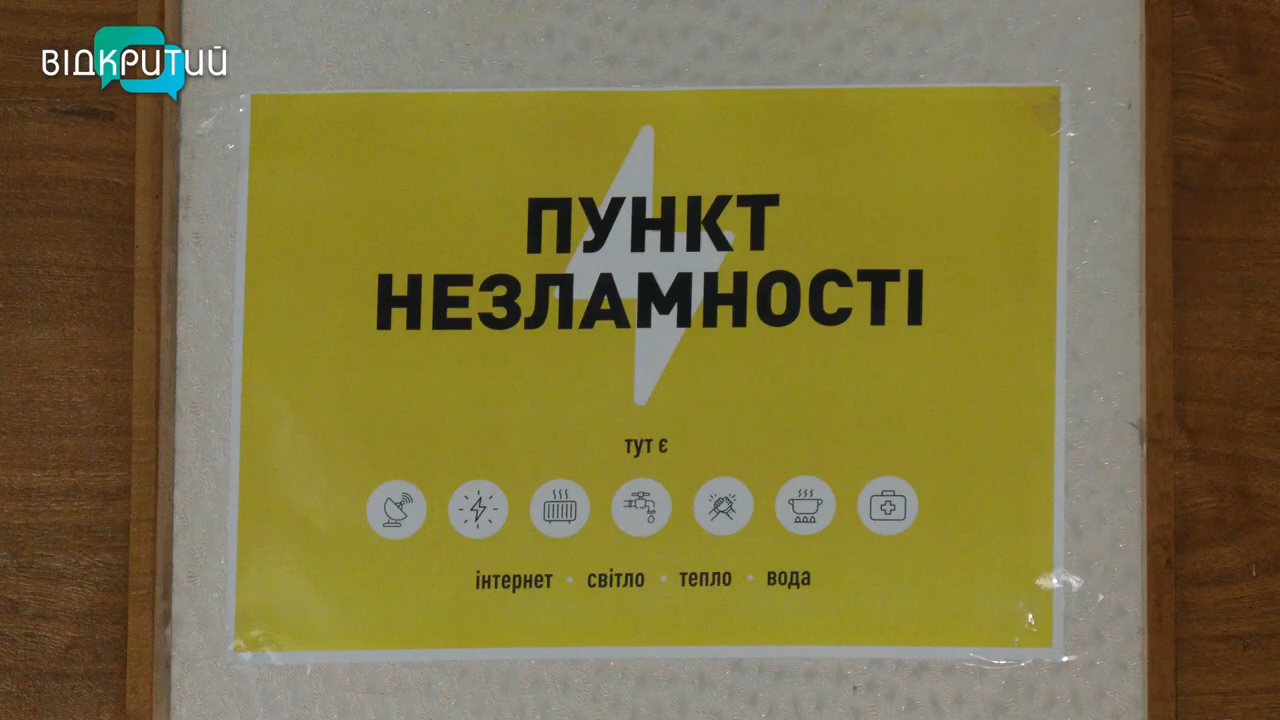 ВІДКРИТИЙ
ПУНКТ
НЕЗЛАМНОСТІ
тут є
інтернет • світло • тепло • вода